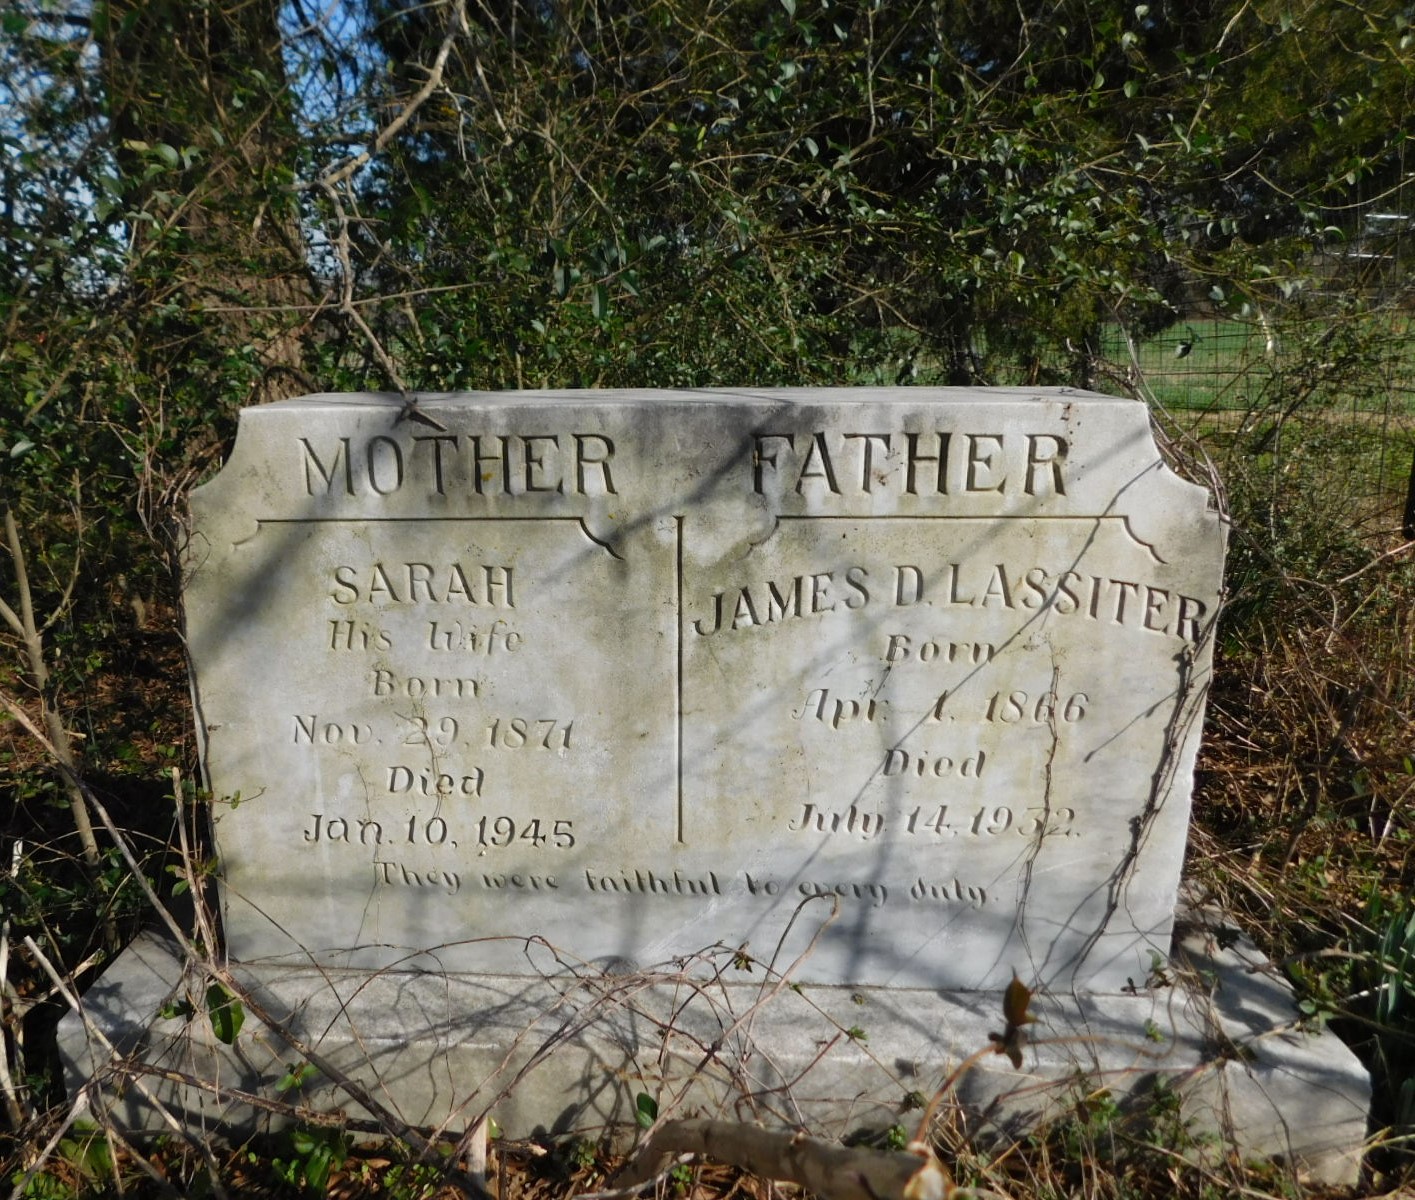 MOTHER
SARAH
His Wife
Born
Nov. 29, 1871
Died
Jan. 10, 1945
FATHER
JAMES D. LASSITER
Born
Apr. 1, 1866
Died
July. 14, 1932.
They were faithful to every duty.